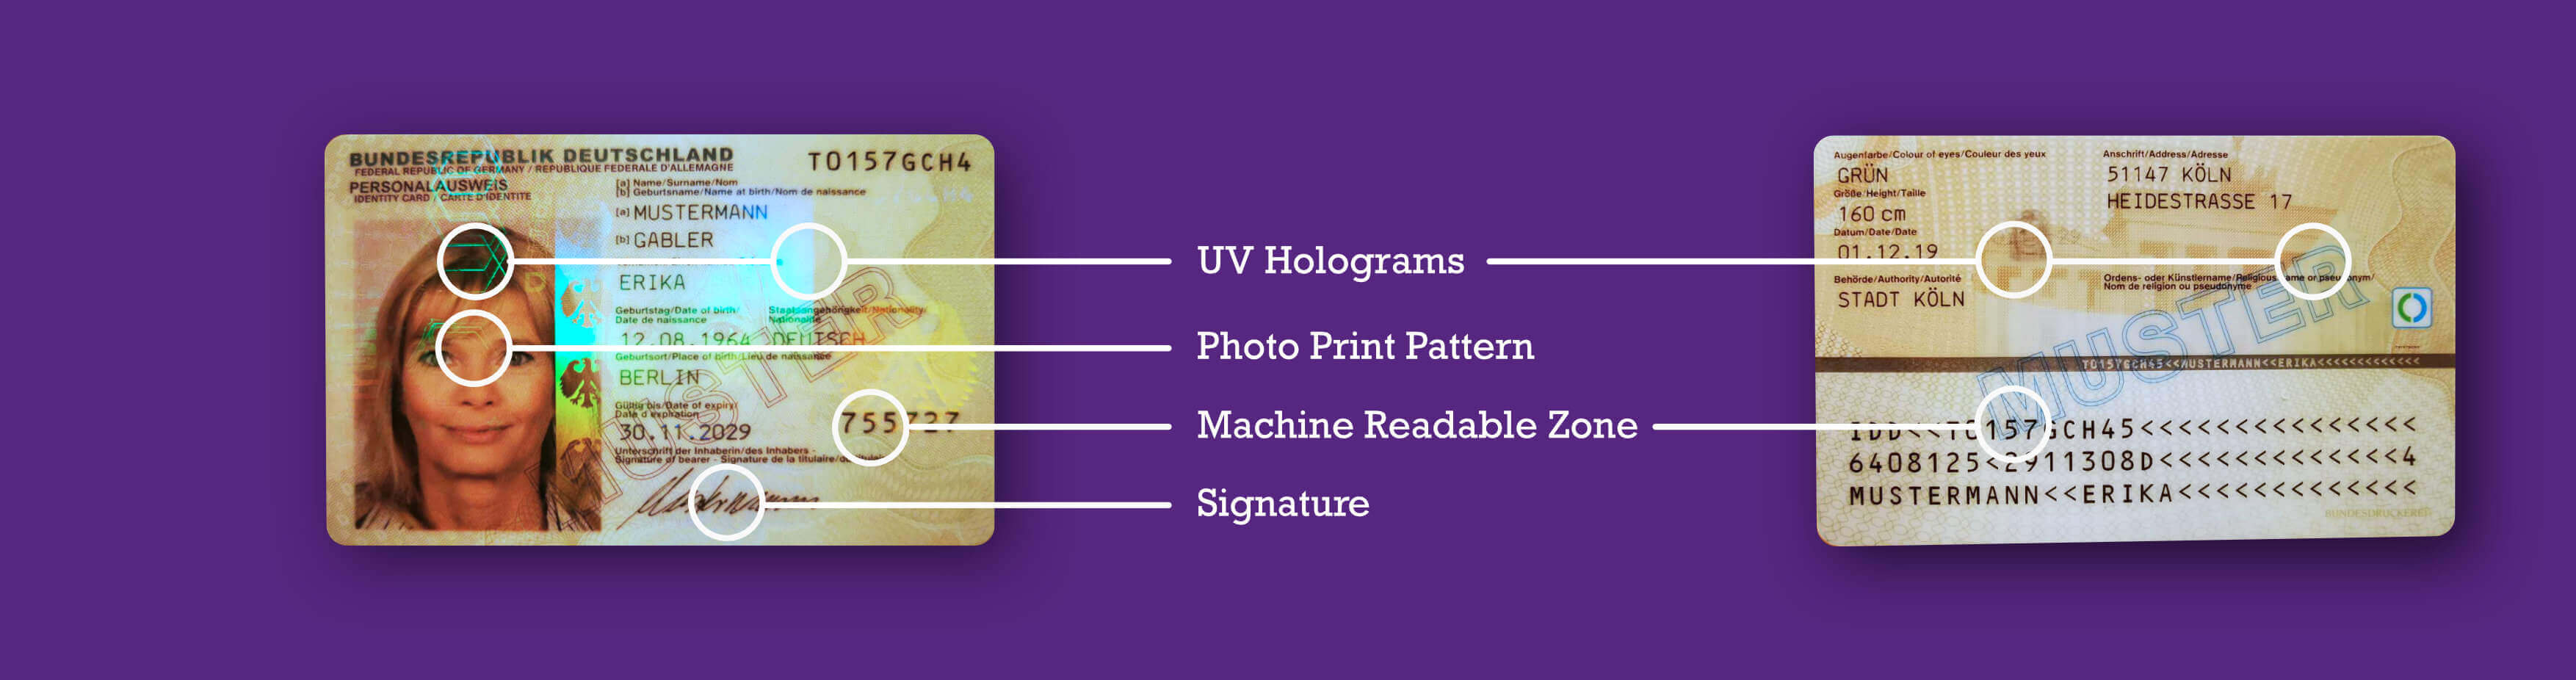 BUNDESREPUBLIK DEUTSCHLAND
FEDERAL REPUBLIC OF GERMANY / REPUBLIQUE FEDERALE D'ALLEMAGNE
PERSONALAUSWEIS
IDENTITY CARD / CARTE D'IDENTITE
T0157GCH4
[a] Name/Surname/Nom
[b] Geburtsname/Name at birth/Nom de naissance
[a] MUSTERMANN
[b] GABLER
ERIKA
Geburtstag/Date of birth/
Date de naissance
Staatsangehörigkeit/Nationality/
Nationalité
12.08.1964 DEUTSCH
Geburtsort/Place of birth/Lieu de naissance
BERLIN
Gültig bis/Date of expiry/
Date d'expiration
30.11.2029
755727
Unterschrift der Inhaberin/des Inhabers -
Signature of bearer - Signature de la titulaire/du
MUSTER
UV Holograms
Photo Print Pattern
Machine Readable Zone
Signature
Augenfarbe/Colour of eyes/Couleur des yeux
GRÜN
Größe/Height/Taille
160 cm
Datum/Date/Date
01.12.19
Behörde/Authority/Autorité
STADT KÖLN
Anschrift/Address/Adresse
51147 KÖLN
HEIDESTRASSE 17
Ordens- oder Künstlername/Religious name or pseudonym/
Nom de religion ou pseudonyme
MUSTER
T0157GCH45<<MUSTERMANN<<ERIKA<<<<<<<<<<<<<
IDD<<T0157GCH45<<<<<<<<<<<<<<<
6408125<2911308D<<<<<<<<<<<<<4
MUSTERMANN<<ERIKA<<<<<<<<<<<<<
BUNDESDRUCKEREI